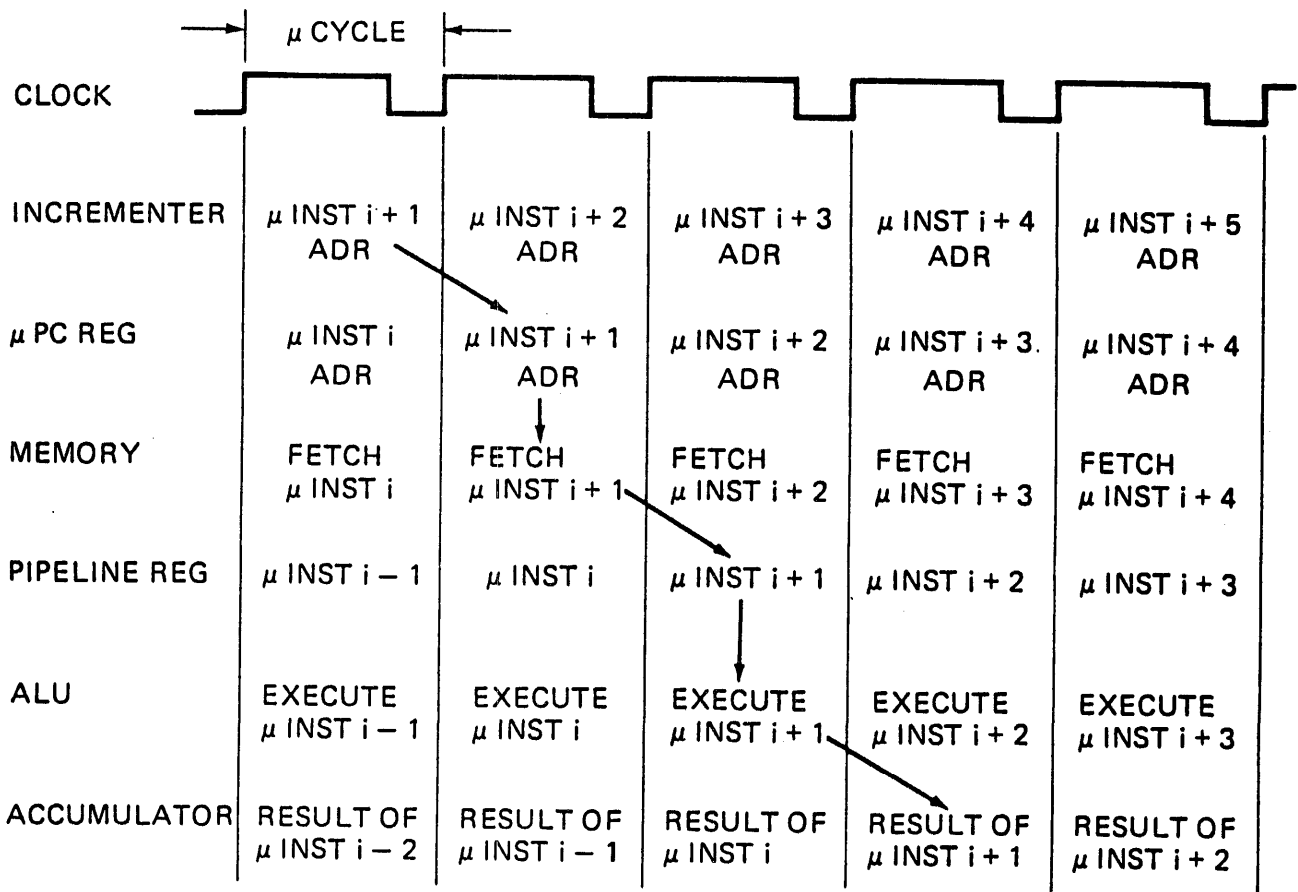 μ CYCLE
CLOCK
INCREMENTER μ INST i + 1 μ INST i + 2 μ INST i + 3 μ INST i + 4 μ INST i + 5
ADR ADR ADR ADR ADR
μ PC REG μ INST i μ INST i + 1 μ INST i + 2 μ INST i + 3. μ INST i + 4
ADR ADR ADR ADR ADR
MEMORY FETCH FETCH FETCH FETCH FETCH
μ INST i μ INST i + 1 μ INST i + 2 μ INST i + 3 μ INST i + 4
PIPELINE REG μ INST i − 1 μ INST i μ INST i + 1 μ INST i + 2 μ INST i + 3
ALU EXECUTE EXECUTE EXECUTE EXECUTE EXECUTE
μ INST i − 1 μ INST i μ INST i + 1 μ INST i + 2 μ INST i + 3
ACCUMULATOR RESULT OF RESULT OF RESULT OF RESULT OF RESULT OF
μ INST i − 2 μ INST i − 1 μ INST i μ INST i + 1 μ INST i + 2